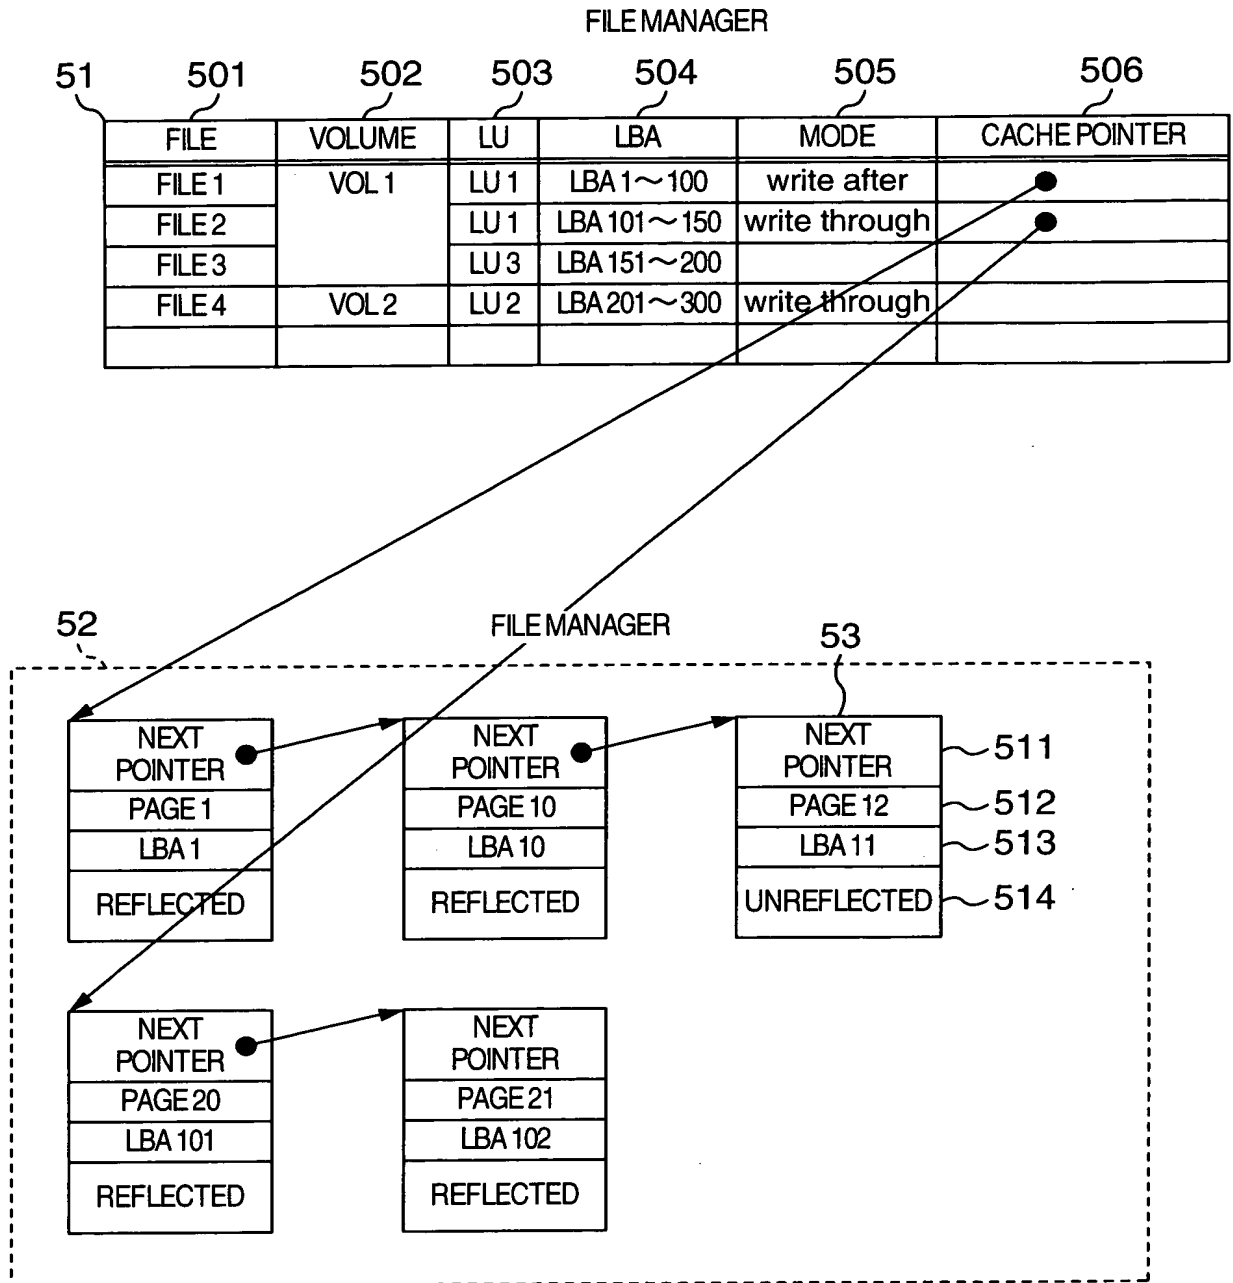 FILE MANAGER
51 501 502 503 504 505 506
FILE VOLUME LU LBA MODE CACHE POINTER
FILE 1 VOL 1 LU 1 LBA 1～100 write after
FILE 2 LU 1 LBA 101～150 write through
FILE 3 LU 3 LBA 151～200
FILE 4 VOL 2 LU 2 LBA 201～300 write through
52 FILE MANAGER 53
NEXT
POINTER
PAGE 1
LBA 1
REFLECTED
NEXT
POINTER
PAGE 10
LBA 10
REFLECTED
NEXT
POINTER 511
PAGE 12 512
LBA 11 513
UNREFLECTED 514
NEXT
POINTER
PAGE 20
LBA 101
REFLECTED
NEXT
POINTER
PAGE 21
LBA 102
REFLECTED